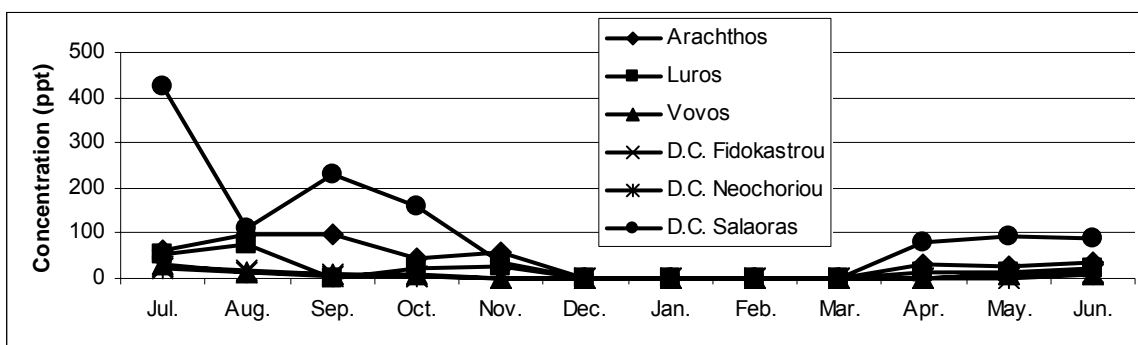 Concentration (ppt)
500
400
300
200
100
0
Arachthos
Luros
Vovos
D.C. Fidokastrou
D.C. Neochoriou
D.C. Salaoras
Jul. Aug. Sep. Oct. Nov. Dec. Jan. Feb. Mar. Apr. May. Jun.